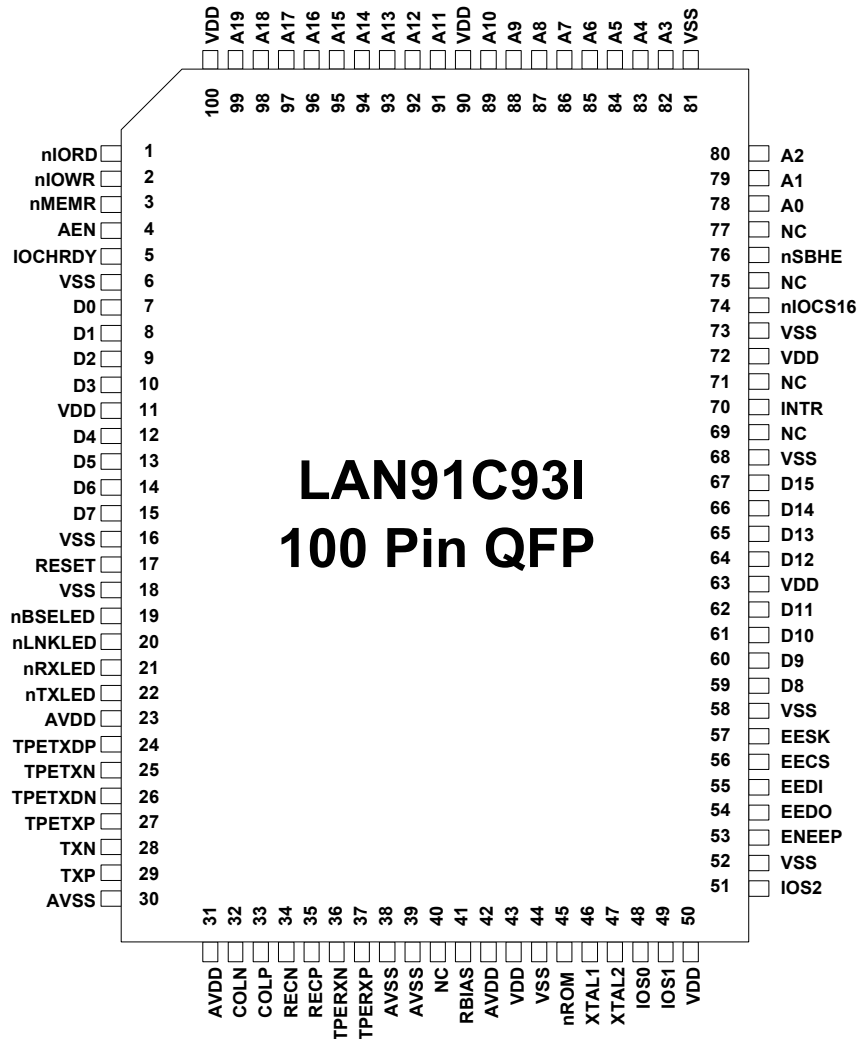 VDD A19 A18 A17 A16 A15 A14 A13 A12 A11 VDD A10 A9 A8 A7 A6 A5 A4 A3 VSS
100 99 98 97 96 95 94 93 92 91 90 89 88 87 86 85 84 83 82 81
nIORD 1 80 A2
nIOWR 2 79 A1
nMEMR 3 78 A0
AEN 4 77 NC
IOCHRDY 5 76 nSBHE
VSS 6 75 NC
D0 7 74 nIOCS16
D1 8 73 VSS
D2 9 72 VDD
D3 10 71 NC
VDD 11 70 INTR
D4 12 69 NC
D5 13 68 VSS
D6 14 67 D15
D7 15 66 D14
VSS 16 65 D13
RESET 17 64 D12
VSS 18 63 VDD
nBSELED 19 62 D11
nLNKLED 20 61 D10
nRXLED 21 60 D9
nTXLED 22 59 D8
AVDD 23 58 VSS
TPETXDP 24 57 EESK
TPETXN 25 56 EECS
TPETXDN 26 55 EEDI
TPETXP 27 54 EEDO
TXN 28 53 ENEEP
TXP 29 52 VSS
AVSS 30 51 IOS2
LAN91C93I
100 Pin QFP
31 32 33 34 35 36 37 38 39 40 41 42 43 44 45 46 47 48 49 50
AVDD COLN COLP RECN RECP TPERXN TPERXP AVSS AVSS NC RBIAS AVDD VDD VSS nROM XTAL1 XTAL2 IOS0 IOS1 VDD